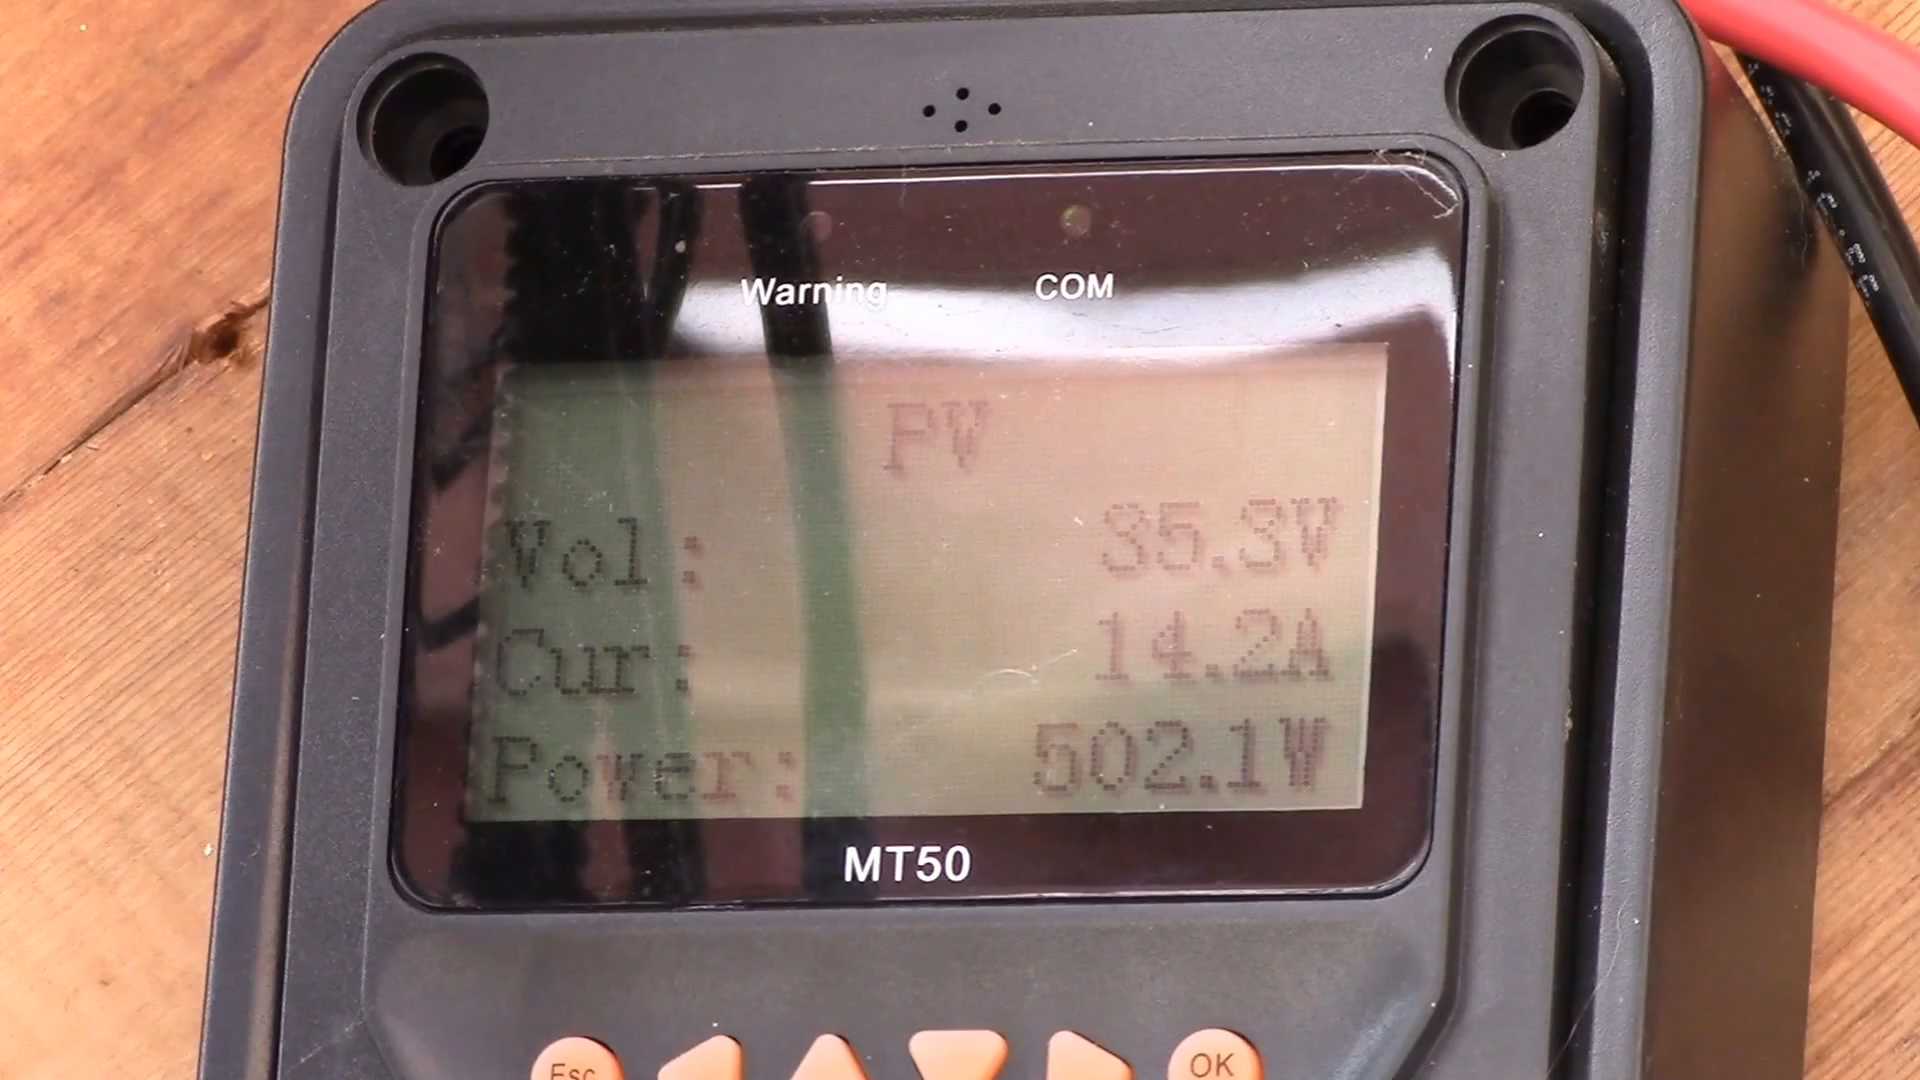 Warning COM
PV
Vol: 35.3V
Cur: 14.2A
Power: 502.1W
MT50
Esc OK